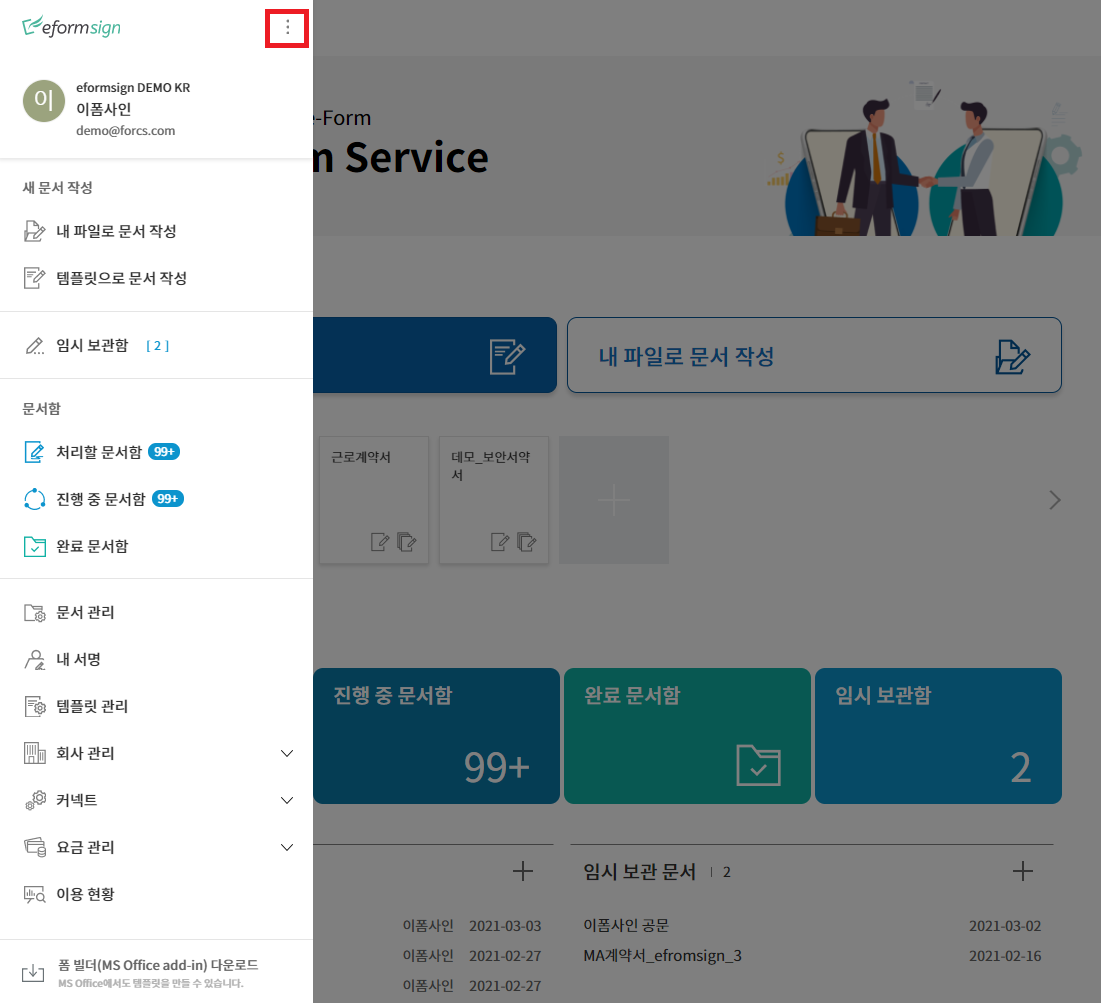 eformsign
이
eformsign DEMO KR
이폼사인
demo@forcs.com
새 문서 작성
내 파일로 문서 작성
템플릿으로 문서 작성
임시 보관함 [ 2 ]
문서함
처리할 문서함 99+
진행 중 문서함 99+
완료 문서함
문서 관리
내 서명
템플릿 관리
회사 관리
커넥트
요금 관리
이용 현황
폼 빌더(MS Office add-in) 다운로드
MS Office에서도 템플릿을 만들 수 있습니다.
e-Form
m Service
내 파일로 문서 작성
근로계약서
데모_보안서약
서
진행 중 문서함
99+
완료 문서함
임시 보관함
2
이폼사인 2021-03-03
이폼사인 2021-02-27
이폼사인 2021-02-27
임시 보관 문서 | 2
이폼사인 공문 2021-03-02
MA계약서_efromsign_3 2021-02-16